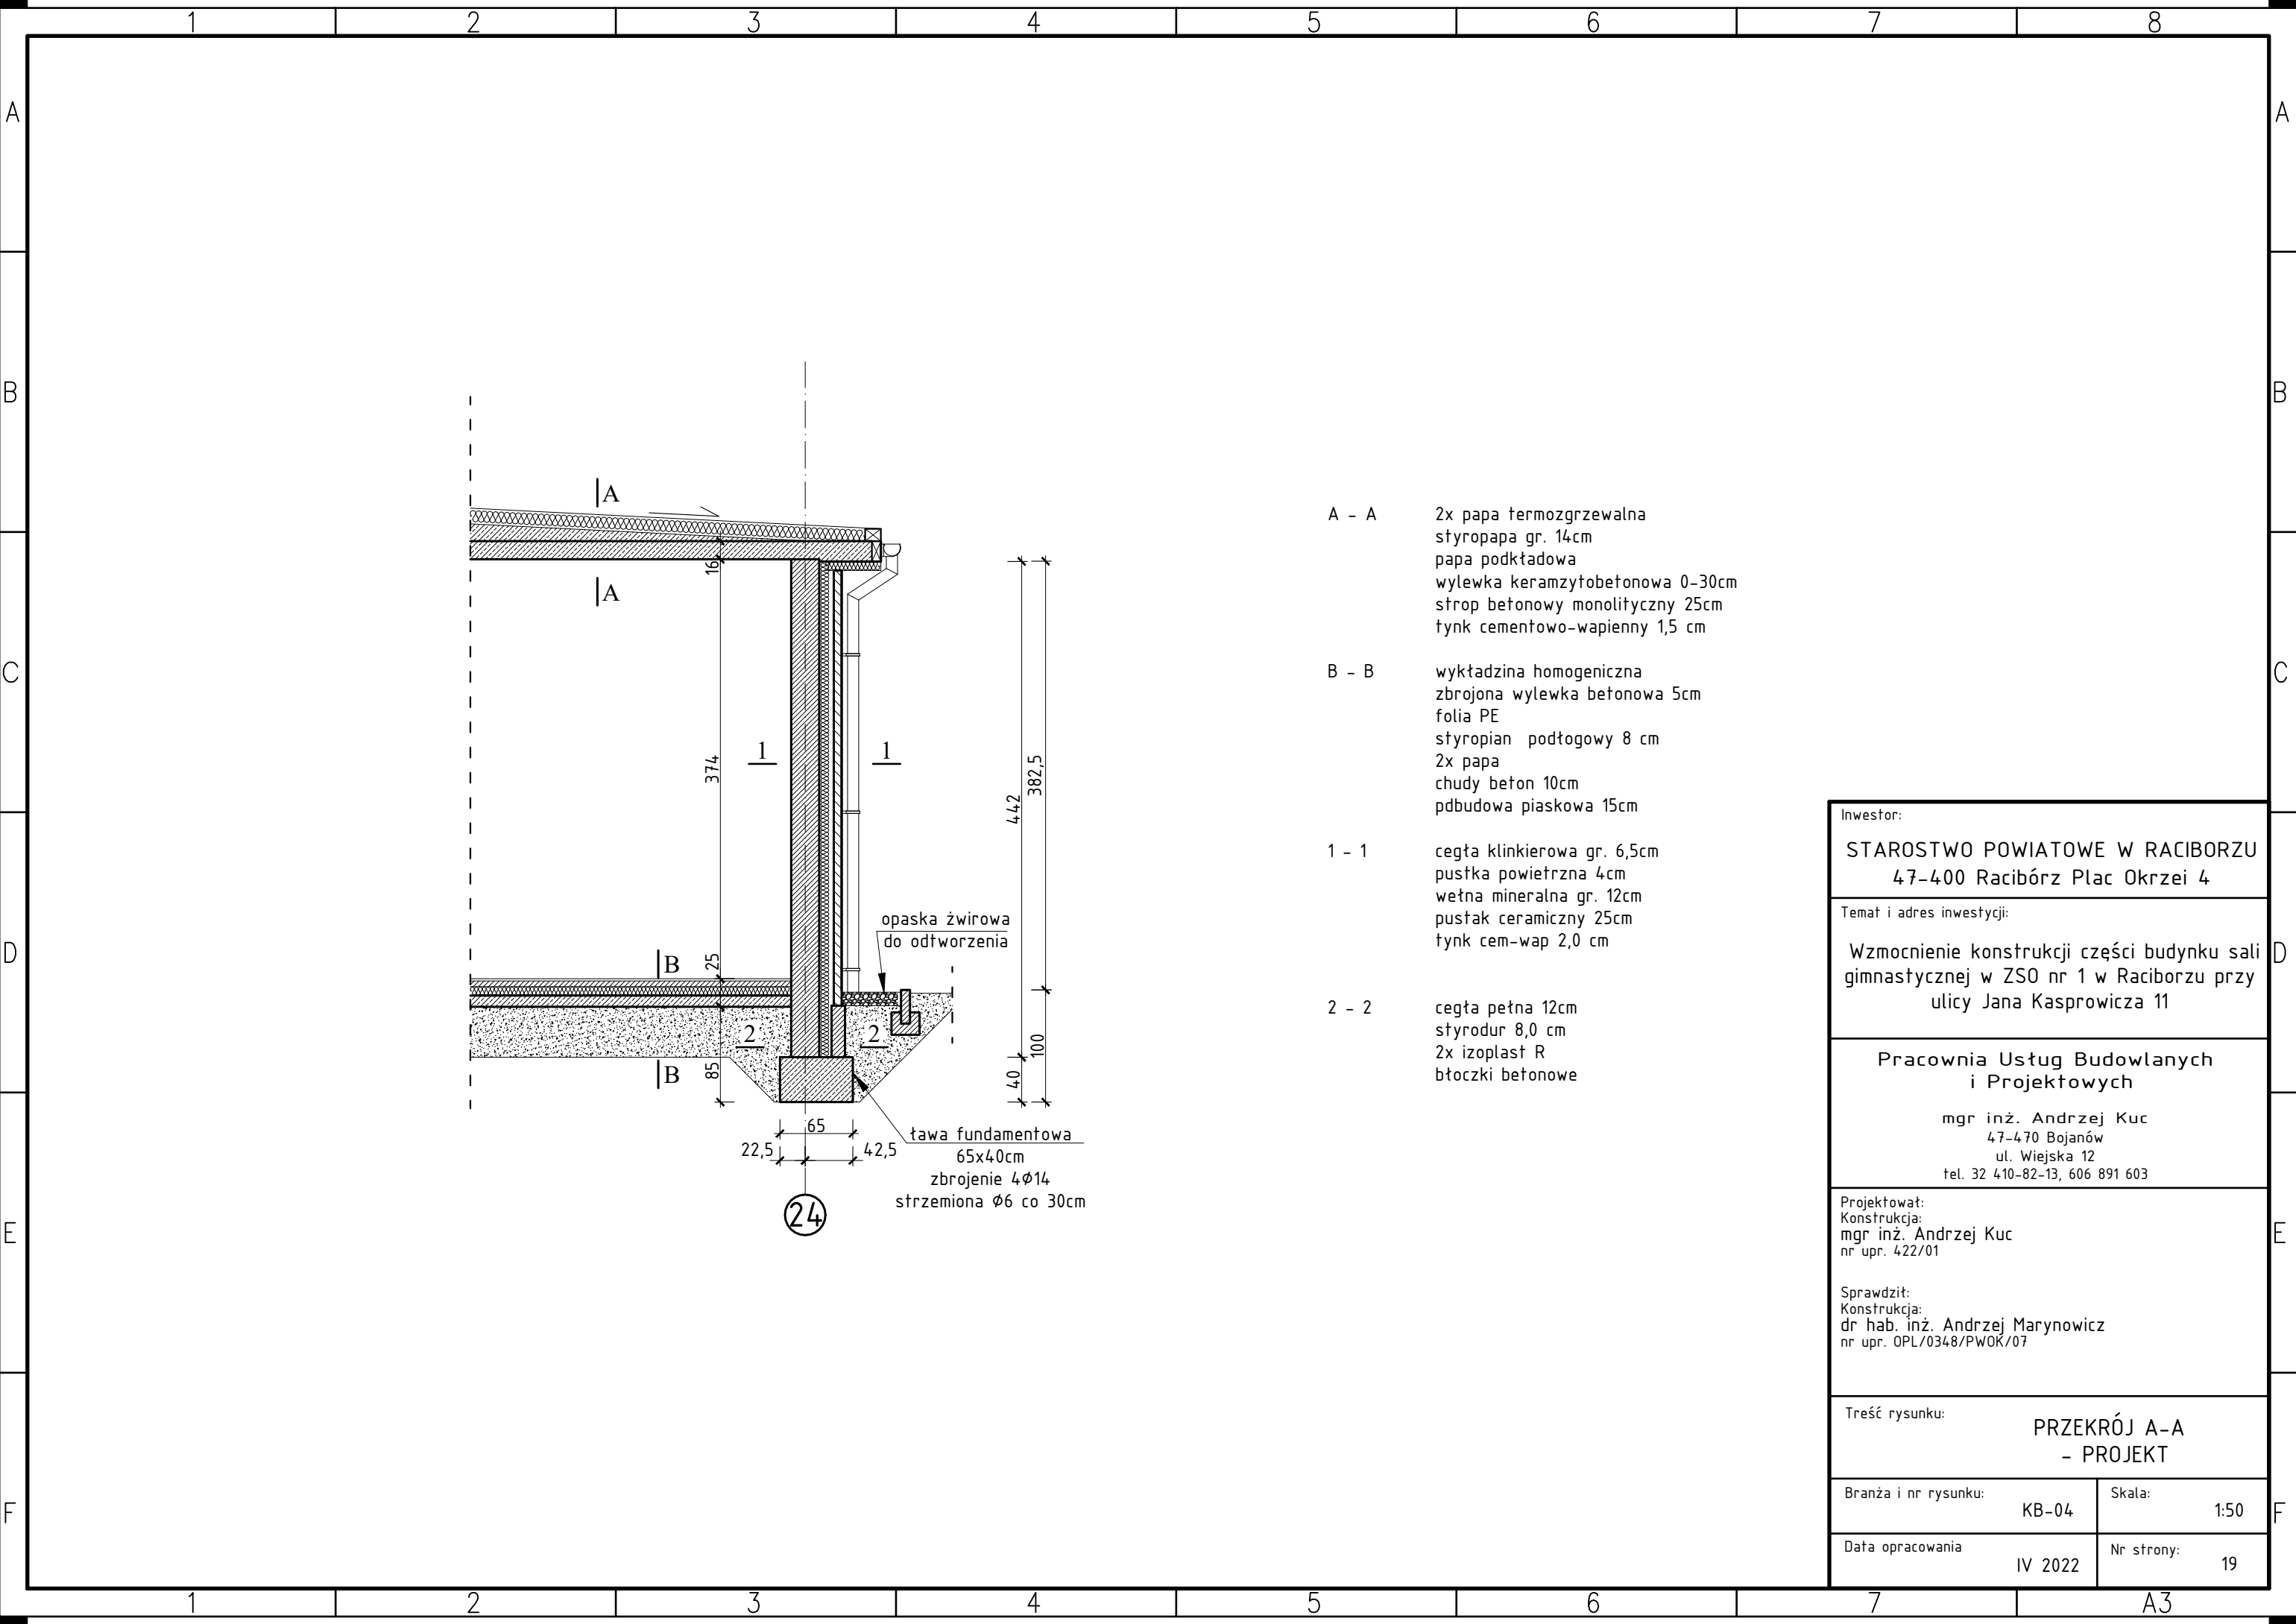 1 2 3 4 5 6 7 8
A A
B B
C C
D D
E E
F F
A
A
16
374
25
85
1 1
B
B
2 2
442
382,5
100
40
opaska żwirowa
do odtworzenia
65
22,5 42,5
24
ława fundamentowa
65x40cm
zbrojenie 4φ14
strzemiona φ6 co 30cm
A - A 2x papa termozgrzewalna
styropapa gr. 14cm
papa podkładowa
wylewka keramzytobetonowa 0-30cm
strop betonowy monolityczny 25cm
tynk cementowo-wapienny 1,5 cm
B - B wykładzina homogeniczna
zbrojona wylewka betonowa 5cm
folia PE
styropian podłogowy 8 cm
2x papa
chudy beton 10cm
pdbudowa piaskowa 15cm
1 - 1 cegła klinkierowa gr. 6,5cm
pustka powietrzna 4cm
wełna mineralna gr. 12cm
pustak ceramiczny 25cm
tynk cem-wap 2,0 cm
2 - 2 cegła pełna 12cm
styrodur 8,0 cm
2x izoplast R
błoczki betonowe
Inwestor:
STAROSTWO POWIATOWE W RACIBORZU
47-400 Racibórz Plac Okrzei 4
Temat i adres inwestycji:
Wzmocnienie konstrukcji części budynku sali
gimnastycznej w ZSO nr 1 w Raciborzu przy
ulicy Jana Kasprowicza 11
Pracownia Usług Budowlanych
i Projektowych
mgr inż. Andrzej Kuc
47-470 Bojanów
ul. Wiejska 12
tel. 32 410-82-13, 606 891 603
Projektował:
Konstrukcja:
mgr inż. Andrzej Kuc
nr upr. 422/01
Sprawdził:
Konstrukcja:
dr hab. inż. Andrzej Marynowicz
nr upr. OPL/0348/PWOK/07
Treść rysunku:
PRZEKRÓJ A-A
- PROJEKT
Branża i nr rysunku:
KB-04
Skala:
1:50
Data opracowania
IV 2022
Nr strony:
19
1 2 3 4 5 6 7 A3